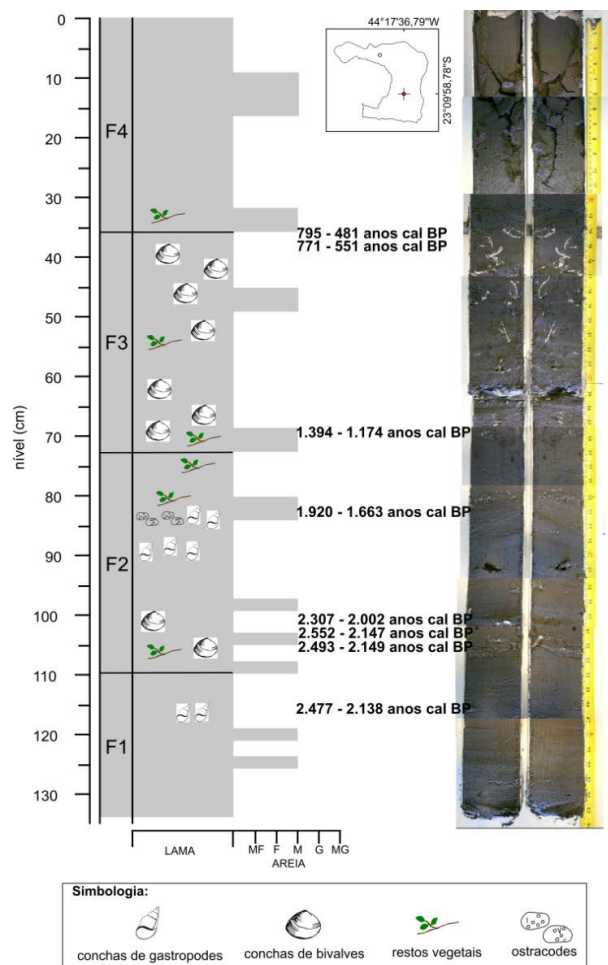 44°17'36,79"W
23°09'58,78"S
nível (cm)
0
10
20
30
40
50
60
70
80
90
100
110
120
130
F4
F3
F2
F1
795 - 481 anos cal BP
771 - 551 anos cal BP
1.394 - 1.174 anos cal BP
1.920 - 1.663 anos cal BP
2.307 - 2.002 anos cal BP
2.552 - 2.147 anos cal BP
2.493 - 2.149 anos cal BP
2.477 - 2.138 anos cal BP
LAMA
MF F M G MG
AREIA
Simbologia:
conchas de gastropodes conchas de bivalves restos vegetais ostracodes